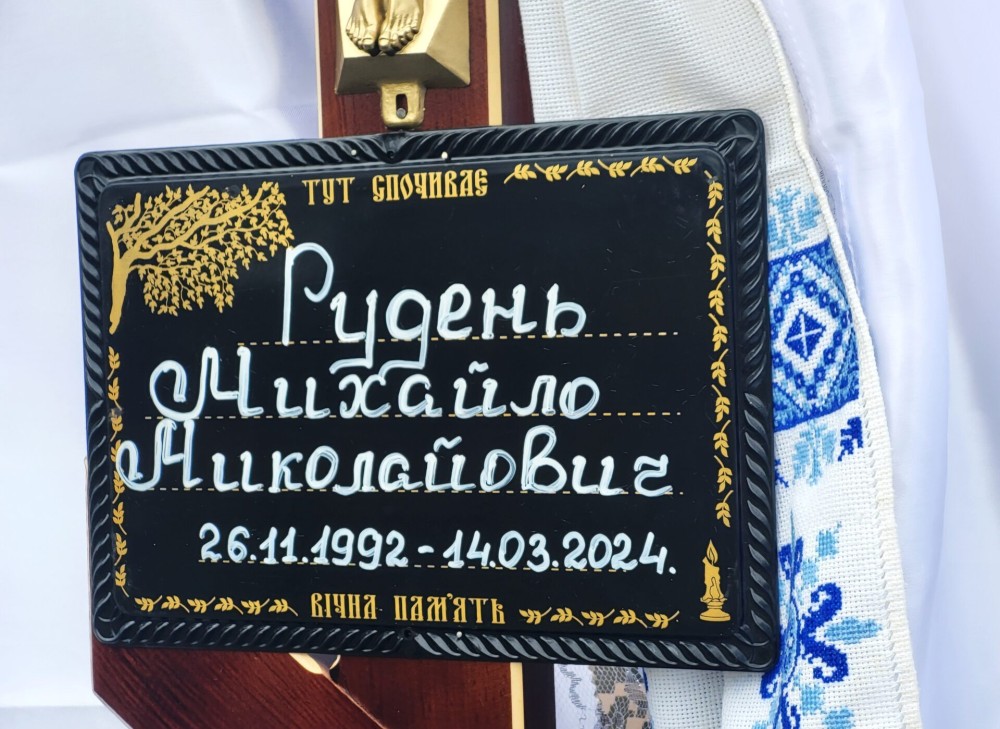 ТУТ СПОЧИВАЄ
Рудень
Михайло
Миколайович
26.11.1992-14.03.2024.
ВІЧНА ПАМ'ЯТЬ